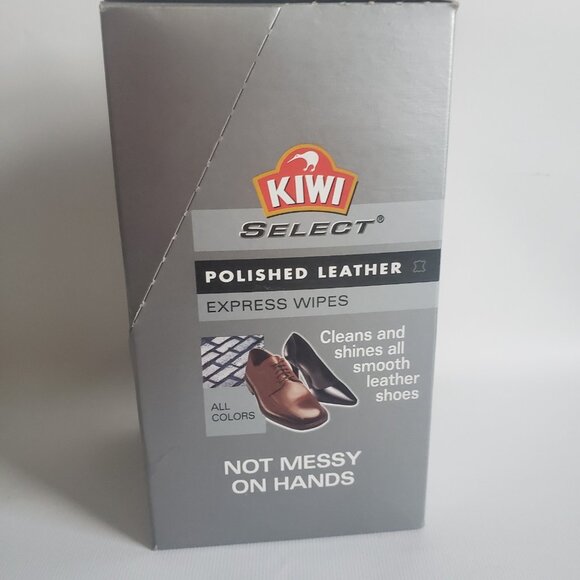 KIWI
SELECT®
POLISHED LEATHER
EXPRESS WIPES
Cleans and
shines all
smooth
leather
shoes
ALL
COLORS
NOT MESSY
ON HANDS